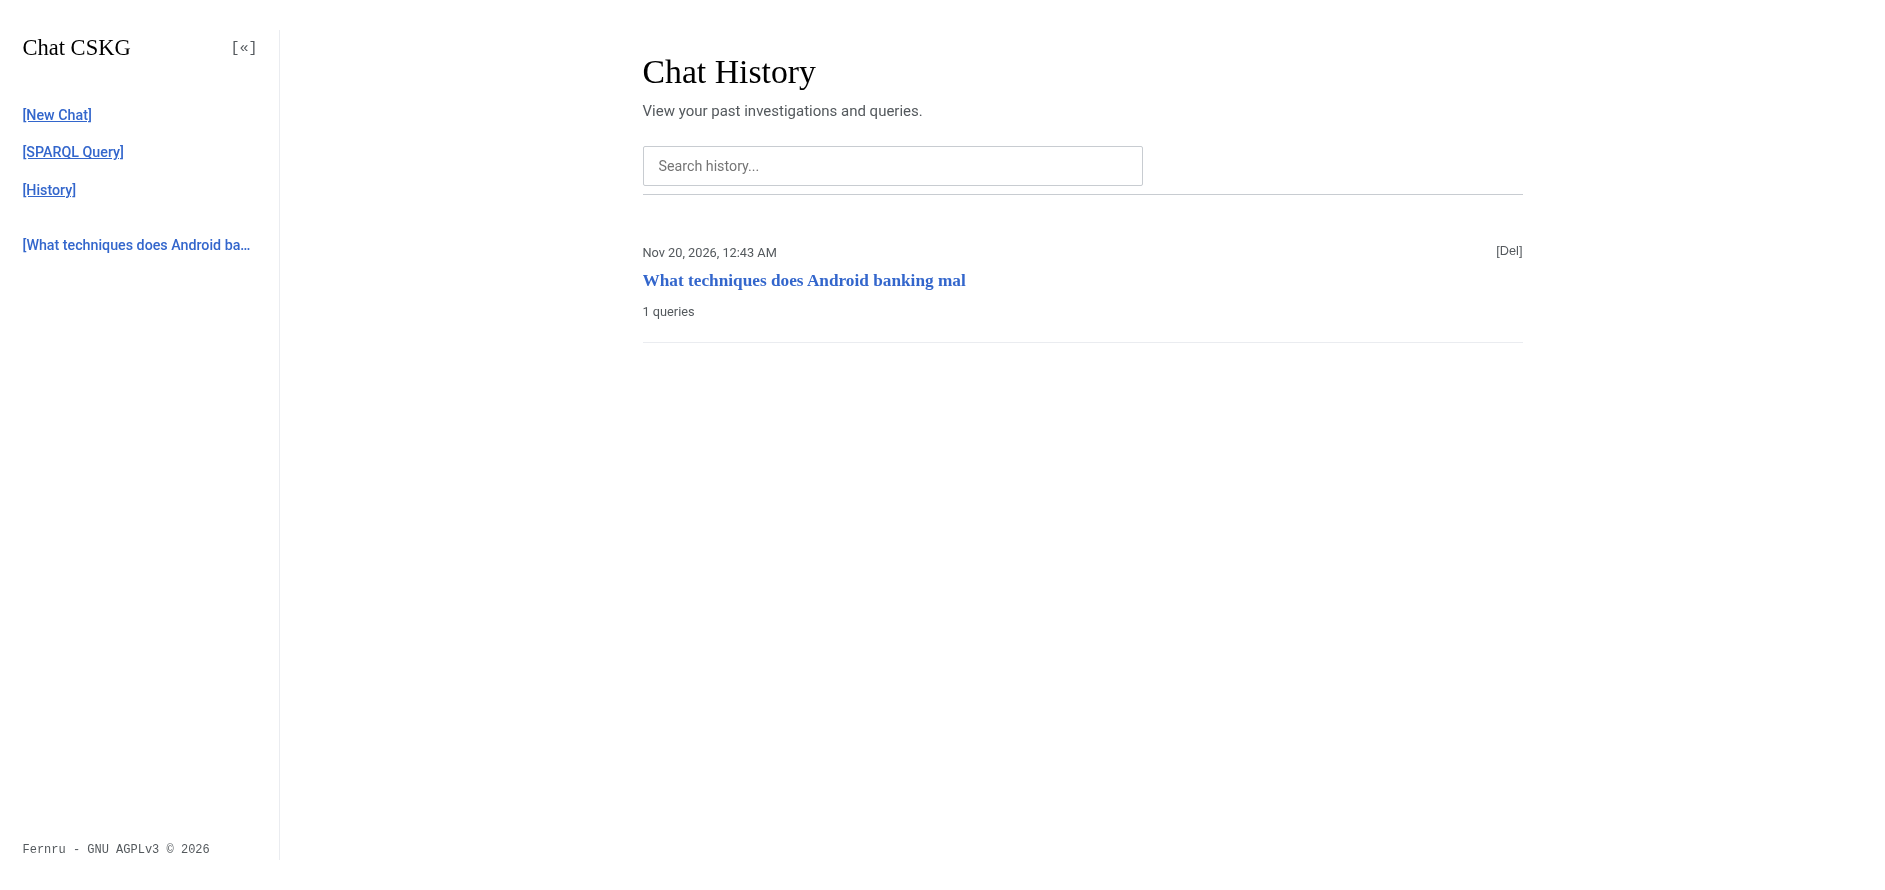 Chat CSKG [«]
[New Chat]
[SPARQL Query]
[History]
[What techniques does Android ba…
Fernru - GNU AGPLv3 © 2026
Chat History
View your past investigations and queries.
Search history...
Nov 20, 2026, 12:43 AM [Del]
What techniques does Android banking mal
1 queries